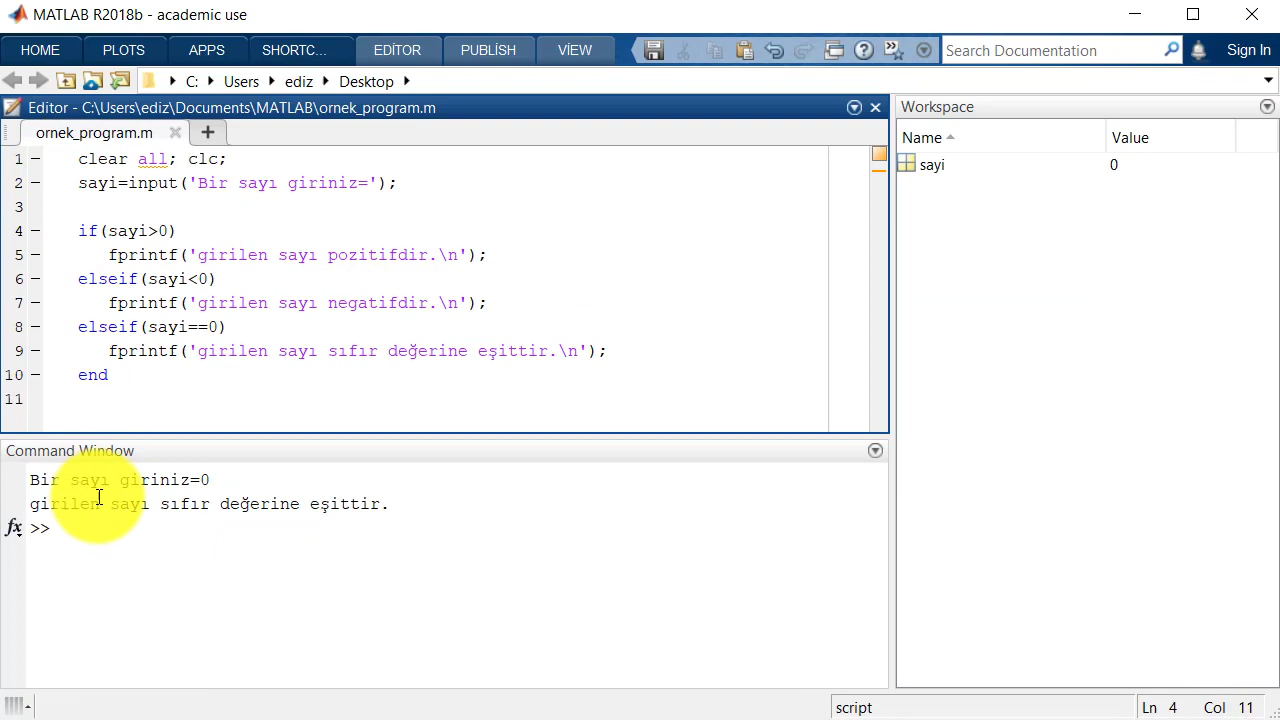 MATLAB R2018b - academic use
HOME PLOTS APPS SHORTC... EDİTOR PUBLİSH VİEW Search Documentation Sign In
C: Users ediz Desktop
Editor - C:\Users\ediz\Documents\MATLAB\ornek_program.m
ornek_program.m
1 clear all; clc;
2 sayi=input('Bir sayı giriniz=');
3
4 if(sayi>0)
5 fprintf('girilen sayı pozitifdir.\n');
6 elseif(sayi<0)
7 fprintf('girilen sayı negatifdir.\n');
8 elseif(sayi==0)
9 fprintf('girilen sayı sıfır değerine eşittir.\n');
10 end
11
Command Window
Bir sayı giriniz=0
girilen sayı sıfır değerine eşittir.
fx >>
Workspace
Name Value
sayi 0
script Ln 4 Col 11